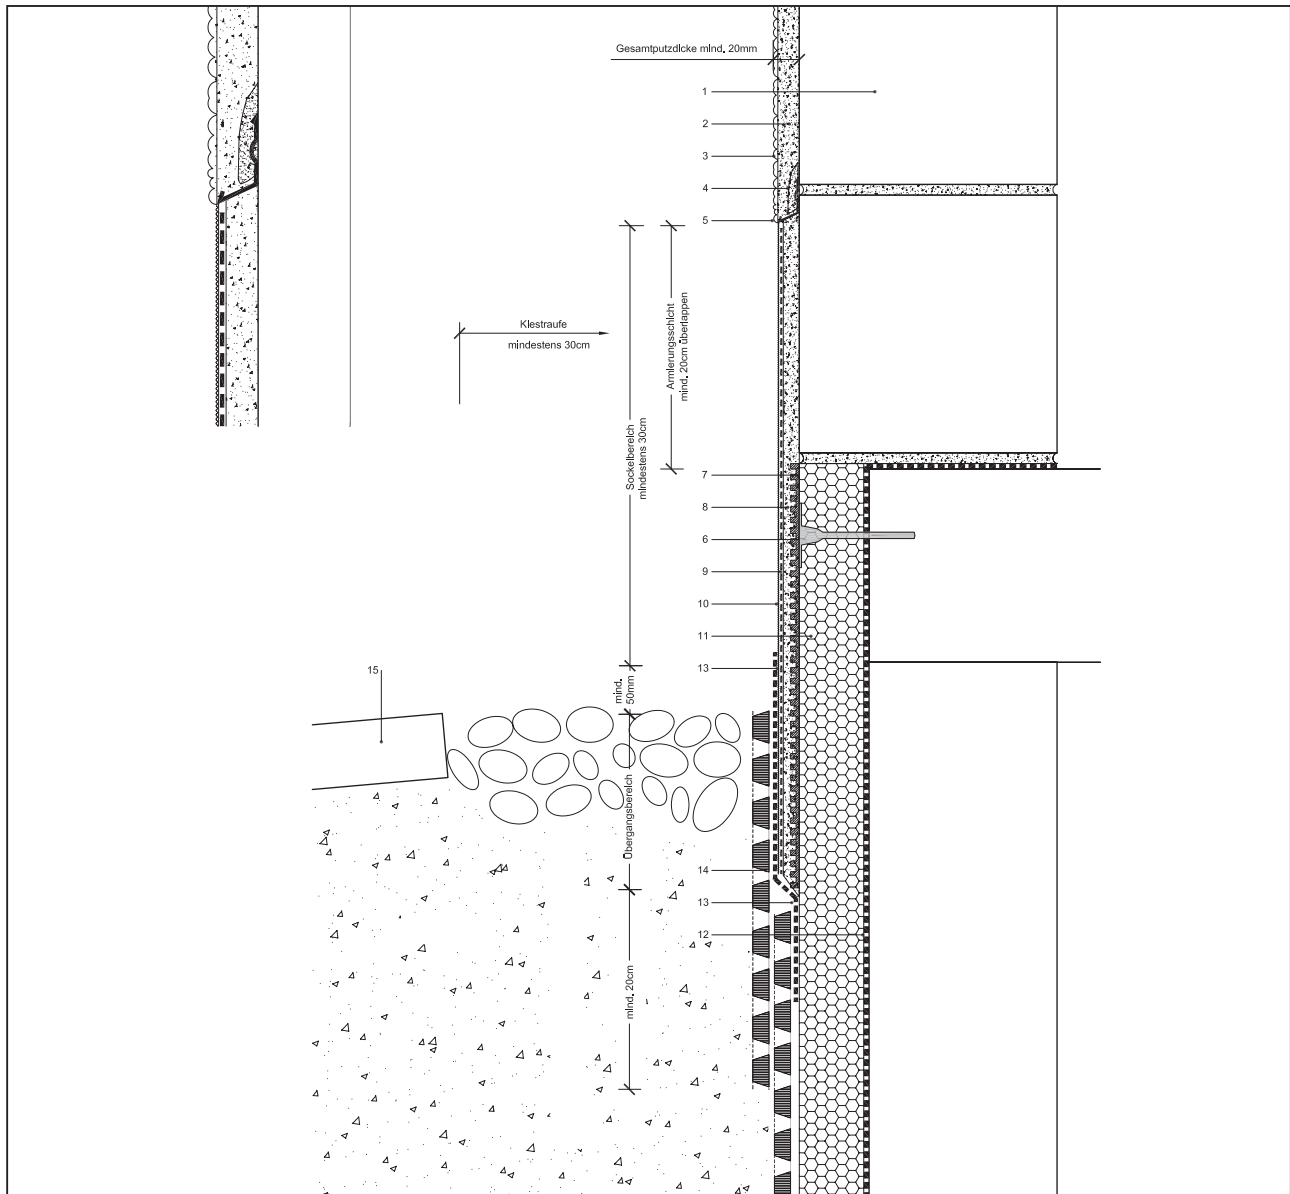 Gesamtputzdicke mind. 20mm
1
2
3
4
5
Kiestraufe
mindestens 30cm
Sockelbereich
mindestens 30cm
Armierungsschicht
mind. 20cm überlappen
7
8
6
9
10
11
13
15
mind.
50mm
Übergangsbereich
14
13
12
mind. 20cm